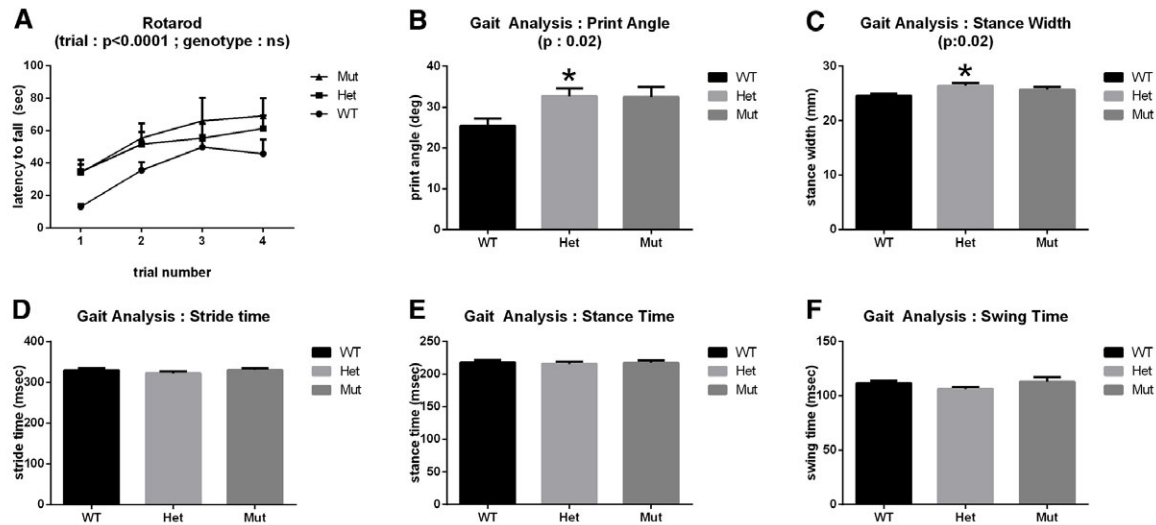 A
Rotarod
(trial : p<0.0001 ; genotype : ns)
latency to fall (sec)
100
80
60
40
20
0
1 2 3 4
trial number
Mut
Het
WT
B
Gait Analysis : Print Angle
(p : 0.02)
print angle (deg)
40
30
20
10
0
*
WT Het Mut
WT
Het
Mut
C
Gait Analysis : Stance Width
(p:0.02)
stance width (mm)
30
20
10
0
*
WT Het Mut
WT
Het
Mut
D
Gait Analysis : Stride time
stride time (msec)
400
300
200
100
0
WT Het Mut
WT
Het
Mut
E
Gait Analysis : Stance Time
stance time (msec)
250
200
150
100
50
0
WT Het Mut
WT
Het
Mut
F
Gait Analysis : Swing Time
swing time (msec)
150
100
50
0
WT Het Mut
WT
Het
Mut